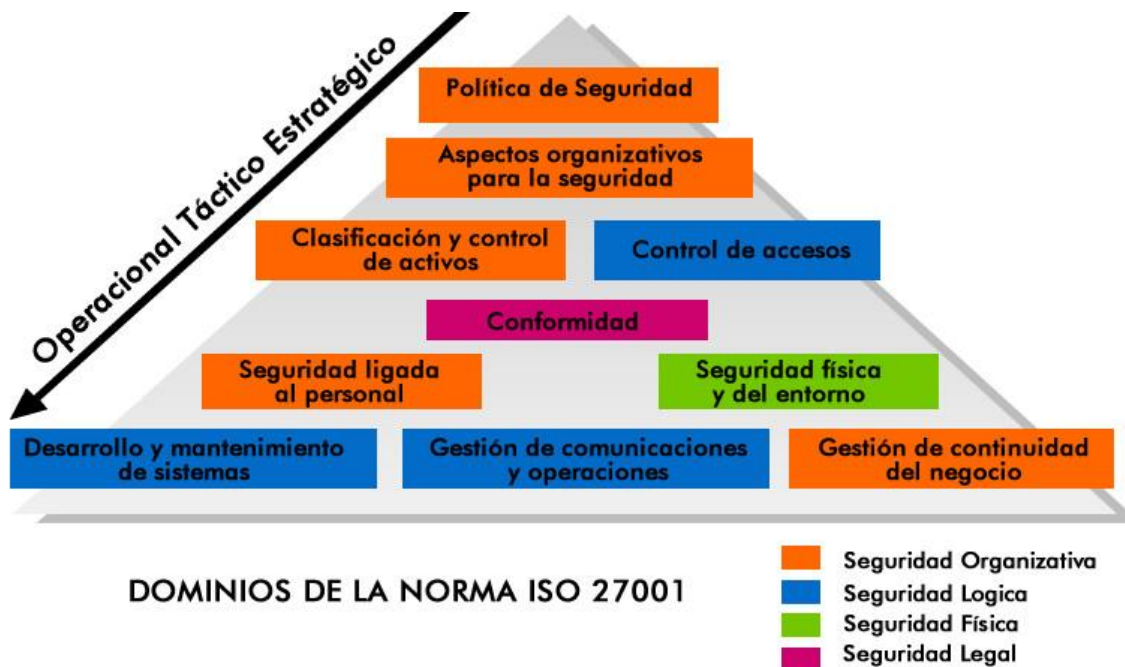 Operacional Táctico Estratégico
Política de Seguridad
Aspectos organizativos
para la seguridad
Clasificación y control
de activos
Control de accesos
Conformidad
Seguridad ligada
al personal
Seguridad física
y del entorno
Desarrollo y mantenimiento
de sistemas
Gestión de comunicaciones
y operaciones
Gestión de continuidad
del negocio
DOMINIOS DE LA NORMA ISO 27001
Seguridad Organizativa
Seguridad Logica
Seguridad Física
Seguridad Legal